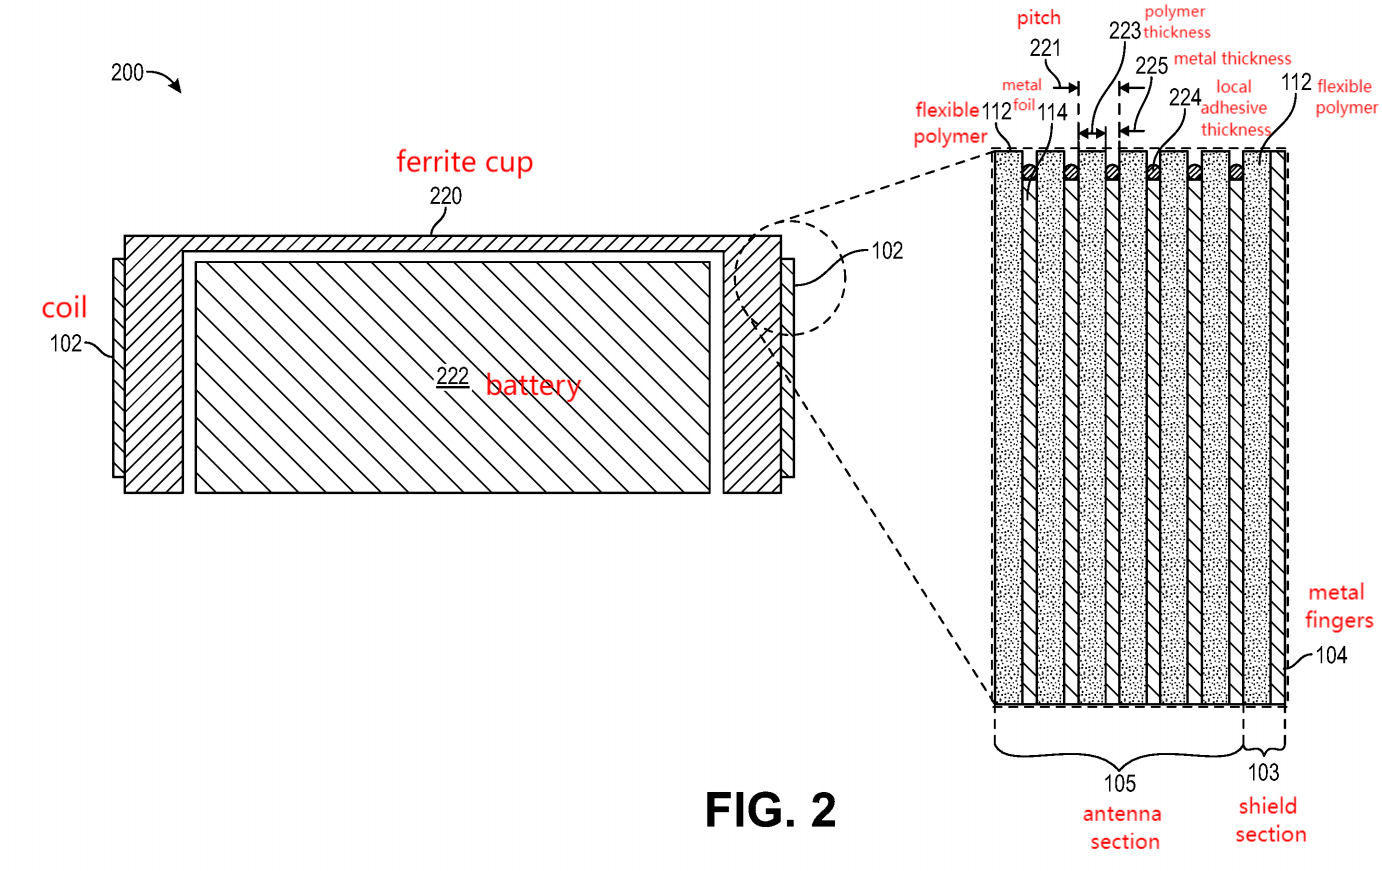 200
ferrite cup
220
coil
102
222 battery
102
pitch
221
223 polymer
thickness
225 metal thickness
flexible
polymer
112
metal
foil
114
224 local
adhesive
thickness
112 flexible
polymer
metal
fingers
104
105
antenna
section
103
shield
section
FIG. 2